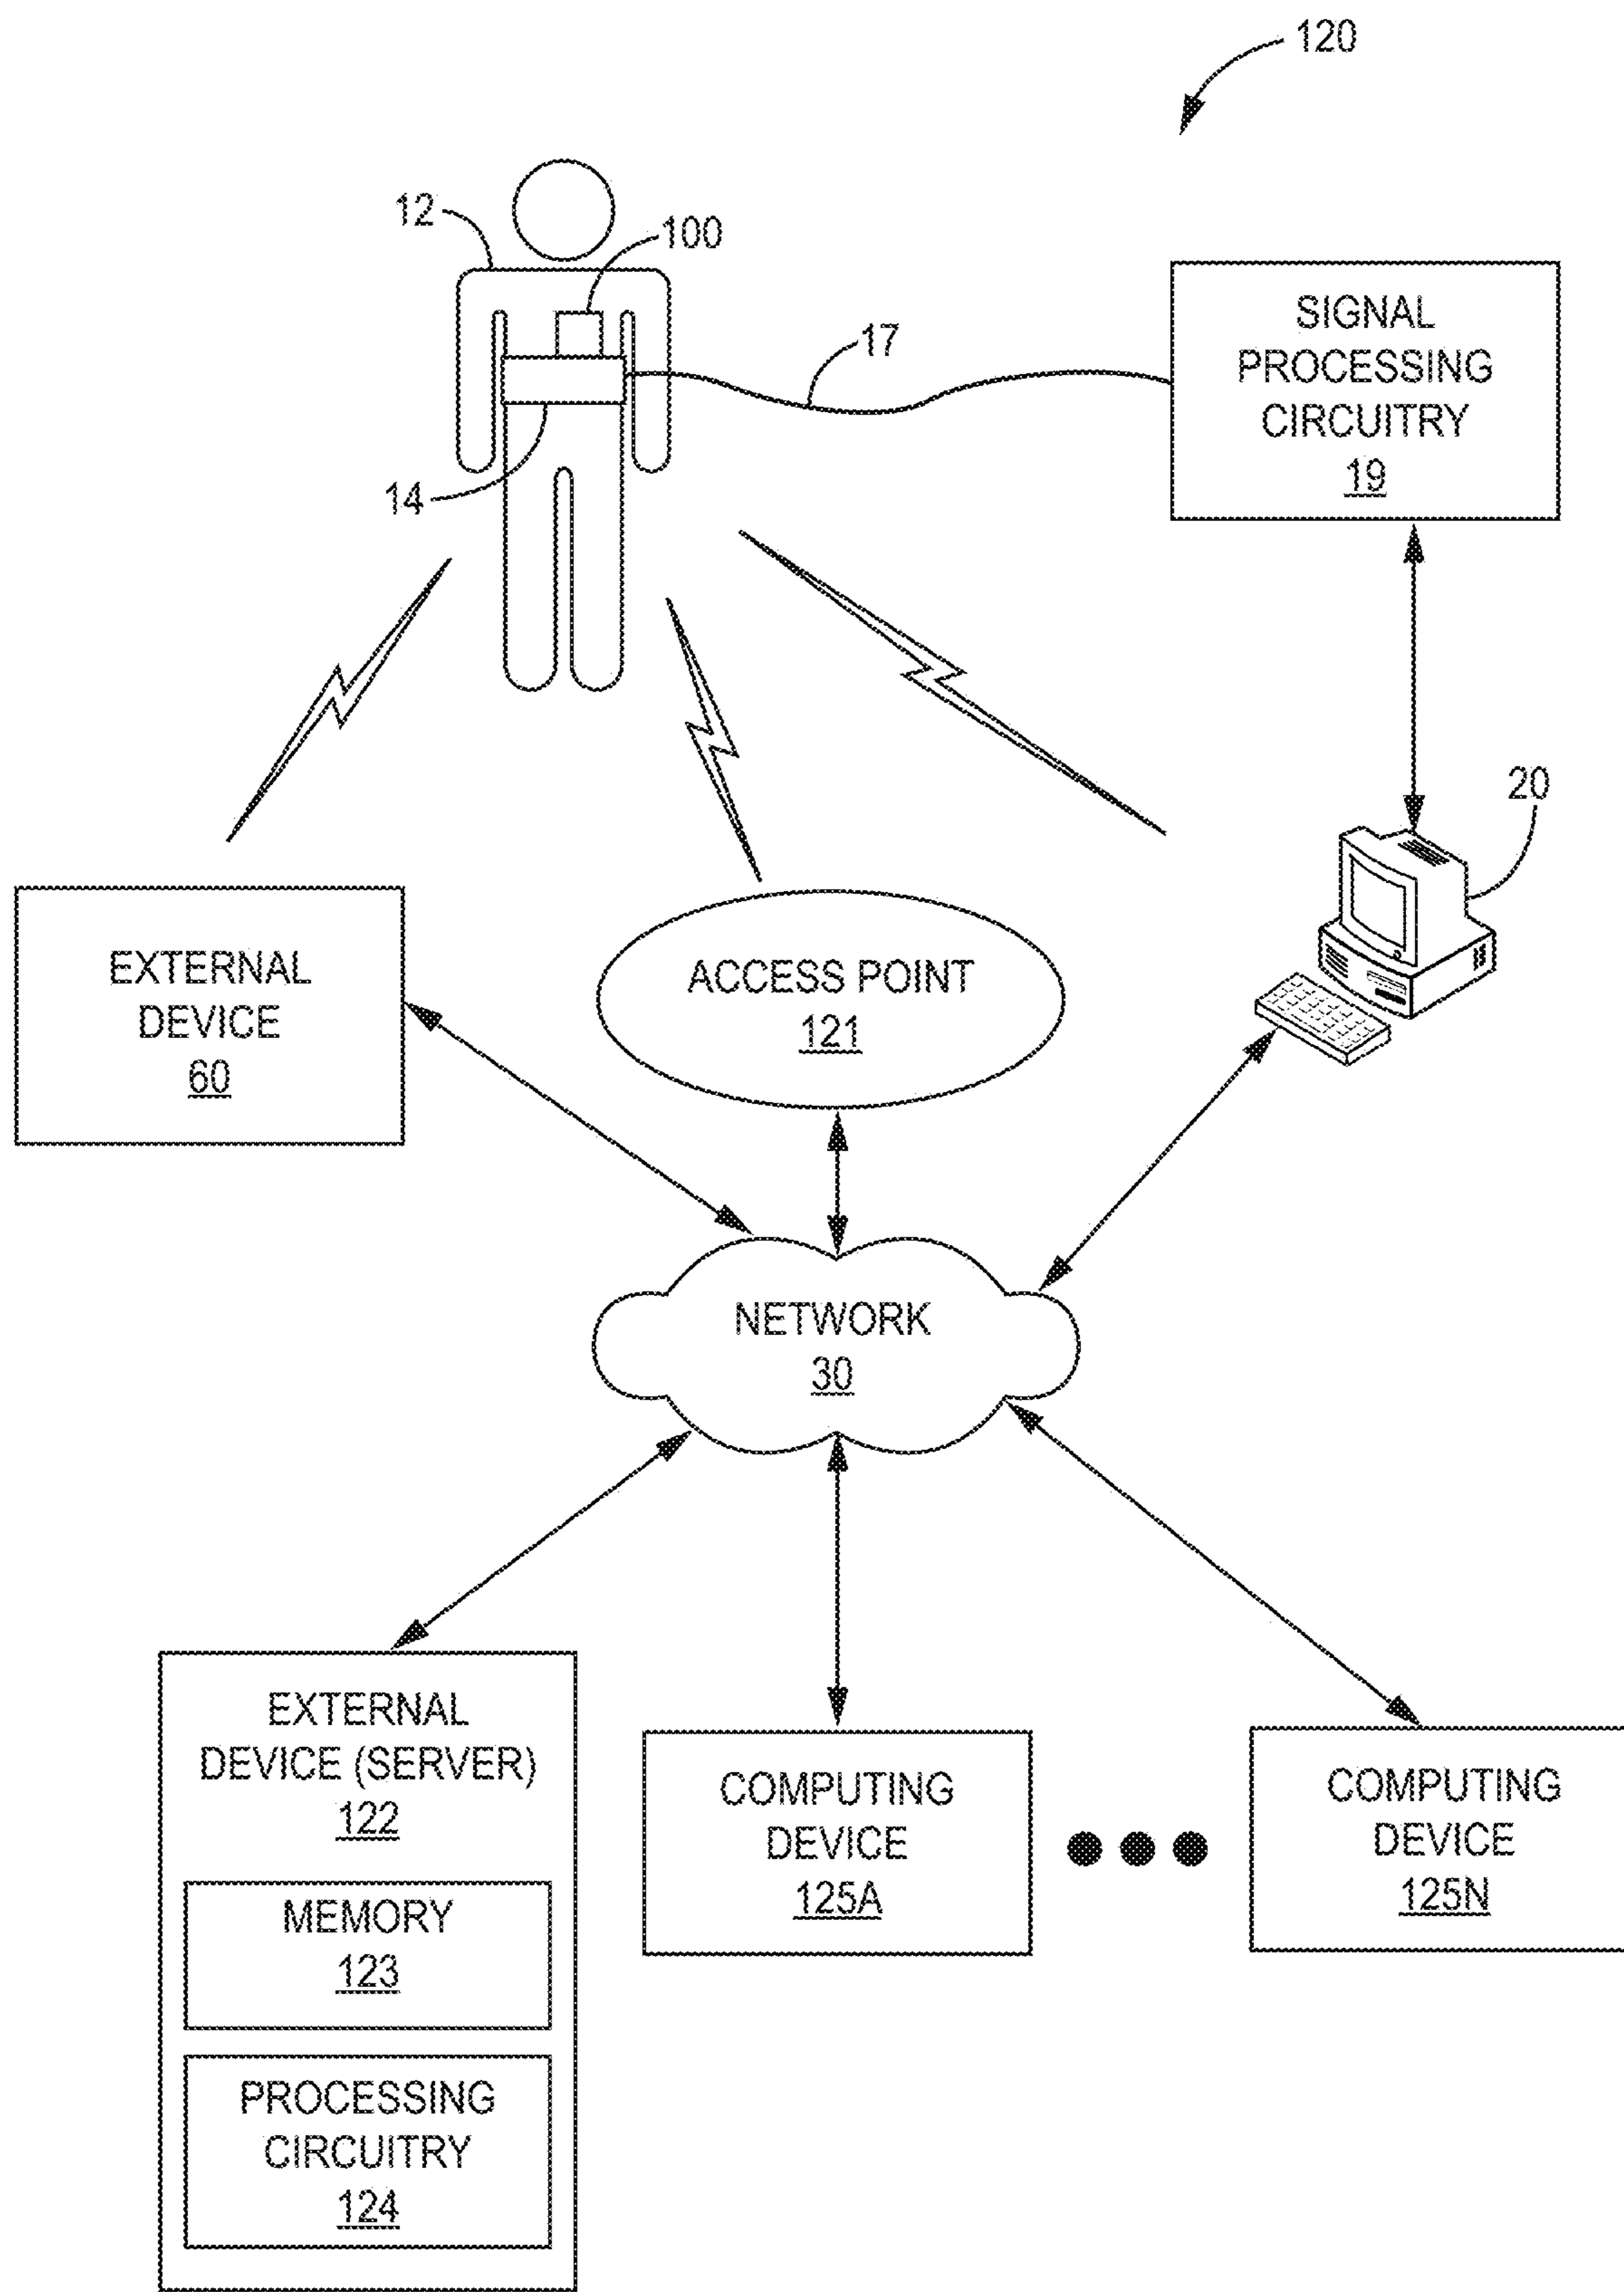 120
12
100
SIGNAL
PROCESSING
CIRCUITRY
19
17
14
20
EXTERNAL
DEVICE
60
ACCESS POINT
121
NETWORK
30
EXTERNAL
DEVICE (SERVER)
122
MEMORY
123
PROCESSING
CIRCUITRY
124
COMPUTING
DEVICE
125A
COMPUTING
DEVICE
125N